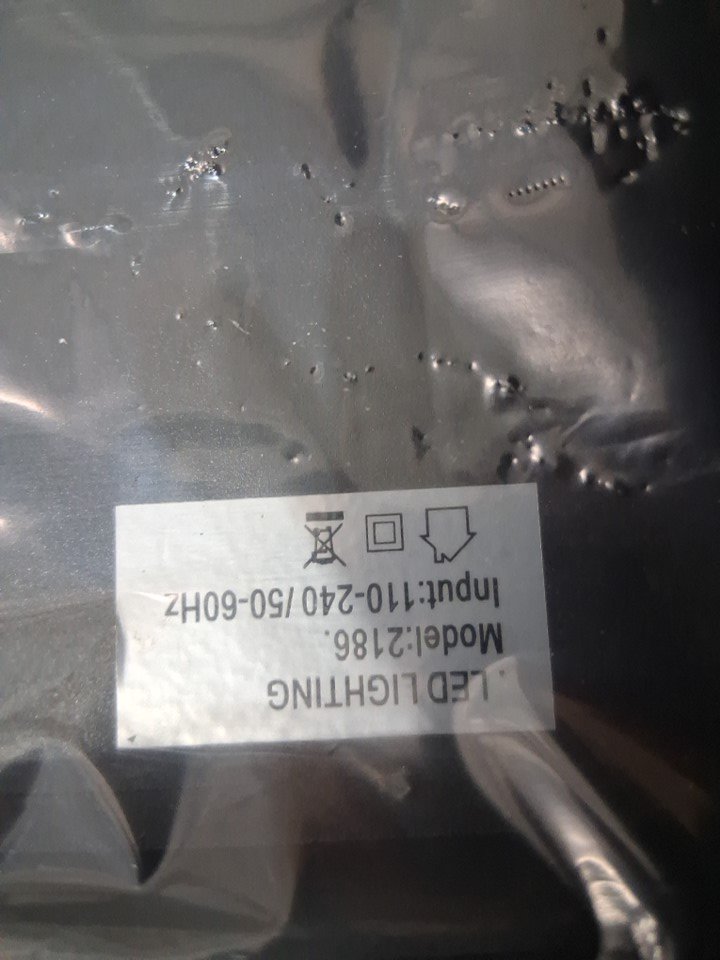 . LED LIGHTING
Model:2186.
Input:110-240 /50-60Hz